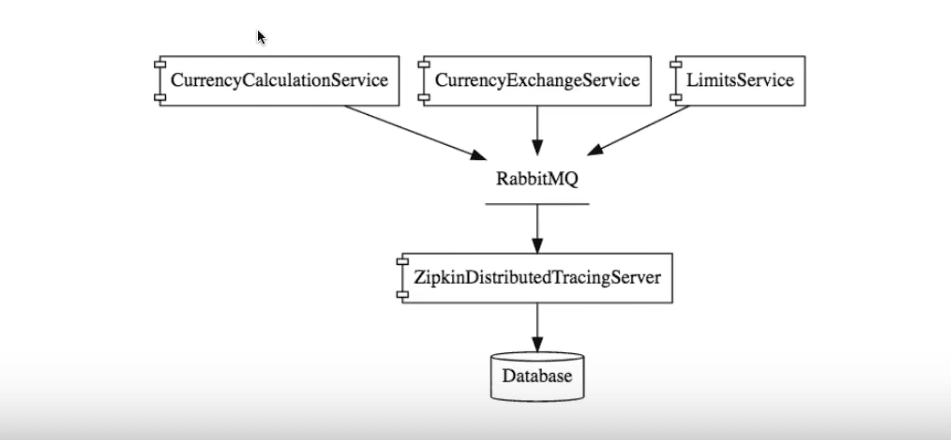 CurrencyCalculationService
CurrencyExchangeService
LimitsService
RabbitMQ
ZipkinDistributedTracingServer
Database